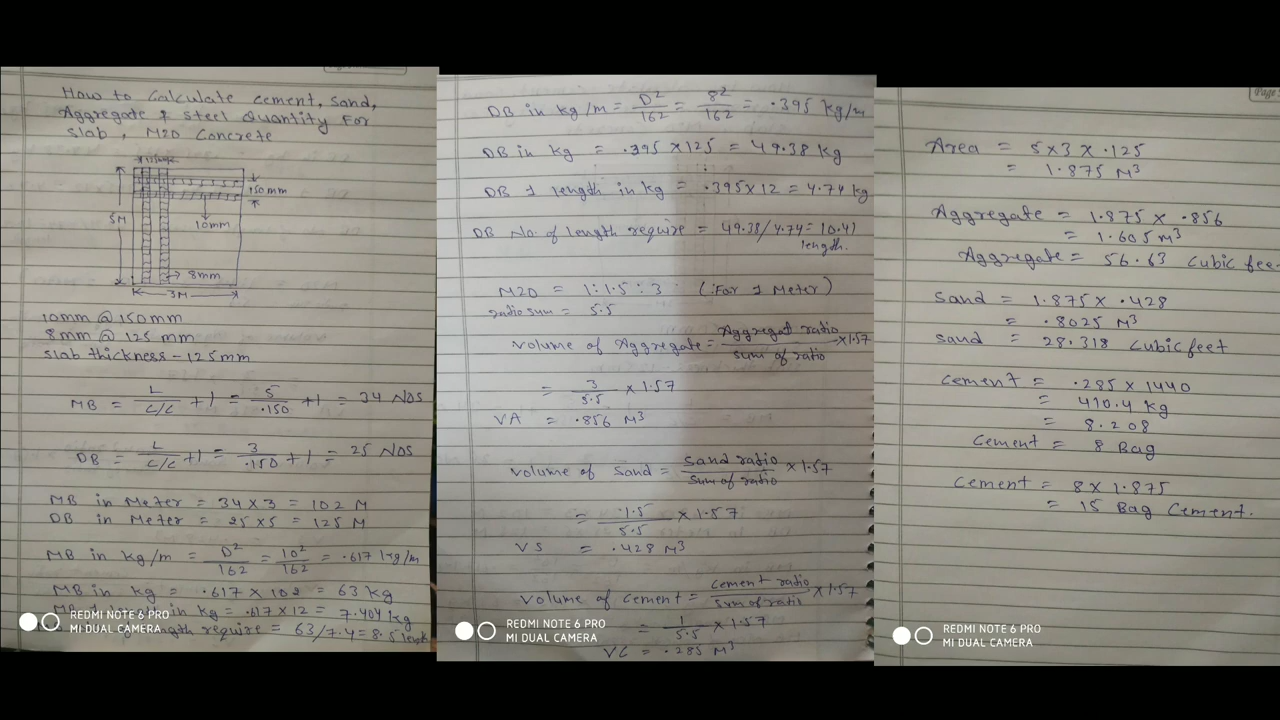 How to Calculate cement, sand,
Aggregate & steel Quantity For
slab, M20 Concrete
150mm
5M
10mm
8mm
3M
10mm @ 150mm
8mm @ 125 mm
slab thickness - 125mm
MB = L/C/C + 1 = 5/.150 + 1 = 34 NOS
DB = L/C/C + 1 = 3/.150 + 1 = 25 NOS
MB in Meter = 34 x 3 = 102 M
DB in Meter = 25 x 5 = 125 M
MB in kg/m = D²/162 = 10²/162 = .617 kg/m
MB in kg = .617 x 102 = 63 kg
MB 1 length in kg = .617 x 12 = 7.404 kg
length require = 63/7.4 = 8.5 length
REDMI NOTE 6 PRO
MI DUAL CAMERA
DB in kg/m = D²/162 = 8²/162 = .395 kg/m
DB in kg = .395 x 125 = 49.38 kg
DB 1 length in kg = .395 x 12 = 4.74 kg
DB No. of length require = 49.38/4.74 = 10.41
length.
M20 = 1:1.5:3 (:For 1 Meter)
ratio sum = 5.5
volume of Aggregate = Aggregat ratio/sum of ratio x 1.57
= 3/5.5 x 1.57
VA = .856 M³
volume of Sand = Sand ratio/sum of ratio x 1.57
= 1.5/5.5 x 1.57
VS = .428 M³
volume of cement = cement ratio/sum of ratio x 1.57
= 1/5.5 x 1.57
VC = .285 M³
REDMI NOTE 6 PRO
MI DUAL CAMERA
Page
Area = 5 x 3 x .125
= 1.875 M³
Aggregate = 1.875 x .856
= 1.605 M³
Aggregate = 56.63 cubic fee
sand = 1.875 x .428
= .8025 M³
sand = 28.318 cubic feet
cement = .285 x 1440
= 410.4 kg
= 8.208
cement = 8 Bag
cement = 8 x 1.875
= 15 Bag Cement.
REDMI NOTE 6 PRO
MI DUAL CAMERA